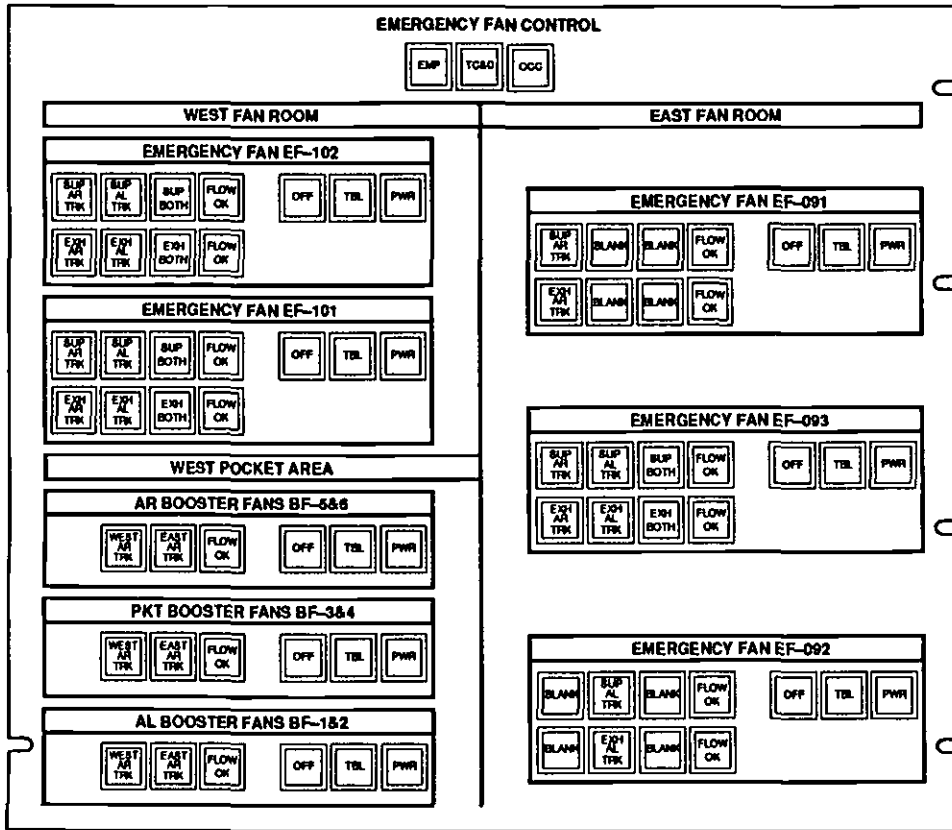 EMERGENCY FAN CONTROL
EMP TC&D OCC
WEST FAN ROOM
EMERGENCY FAN EF-102
SUP AR TRK SUP AL TRK SUP BOTH FLOW OK OFF TBL PWR
EXH AR TRK EXH AL TRK EXH BOTH FLOW OK
EMERGENCY FAN EF-101
SUP AR TRK SUP AL TRK SUP BOTH FLOW OK OFF TBL PWR
EXH AR TRK EXH AL TRK EXH BOTH FLOW OK
WEST POCKET AREA
AR BOOSTER FANS BF-5&6
WEST AR TRK EAST AR TRK FLOW OK OFF TBL PWR
PKT BOOSTER FANS BF-3&4
WEST AR TRK EAST AR TRK FLOW OK OFF TBL PWR
AL BOOSTER FANS BF-1&2
WEST AR TRK EAST AR TRK FLOW OK OFF TBL PWR
EAST FAN ROOM
EMERGENCY FAN EF-091
SUP AR TRK BLANK BLANK FLOW OK OFF TBL PWR
EXH AR TRK BLANK BLANK FLOW OK
EMERGENCY FAN EF-093
SUP AR TRK SUP AL TRK SUP BOTH FLOW OK OFF TBL PWR
EXH AR TRK EXH AL TRK EXH BOTH FLOW OK
EMERGENCY FAN EF-092
BLANK SUP AL TRK BLANK FLOW OK OFF TBL PWR
BLANK EXH AL TRK BLANK FLOW OK